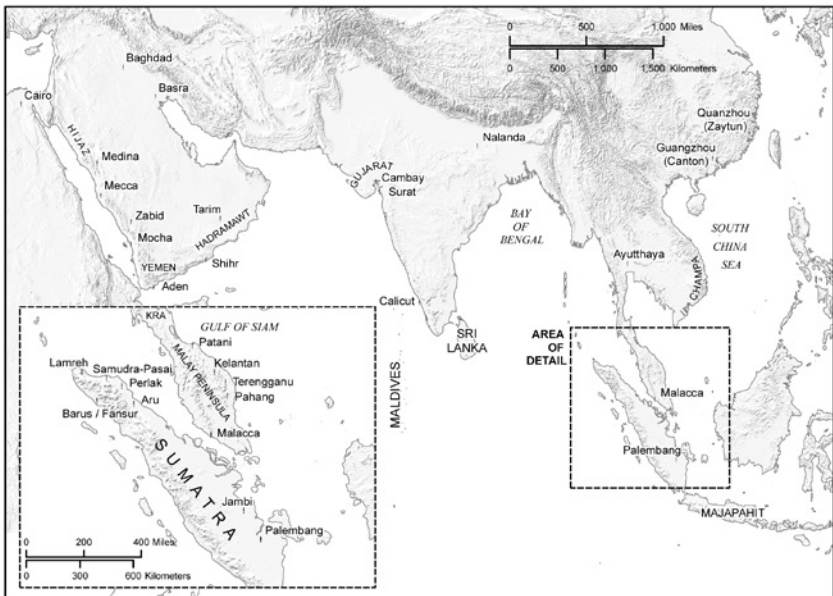 0 500 1,000 Miles
0 500 1,000 1,500 Kilometers
Baghdad
Basra
Cairo
HIJAZ
Medina
Mecca
Zabid
Tarim
Mocha
HADRAMAWT
YEMEN
Shihr
Aden
GUJARAT
Cambay
Surat
Nalanda
Quanzhou
(Zaytun)
Guangzhou
(Canton)
BAY
OF
BENGAL
SOUTH
CHINA
SEA
Ayutthaya
CHAMPA
Calicut
SRI
LANKA
MALDIVES
AREA
OF
DETAIL
Malacca
Palembang
MAJAPAHIT
KRA
GULF OF SIAM
Patani
Lamreh
Samudra-Pasai
Perlak
Aru
Barus / Fansur
MALAY PENINSULA
Kelantan
Terengganu
Pahang
Malacca
SUMATRA
Jambi
Palembang
0 200 400 Miles
0 300 600 Kilometers